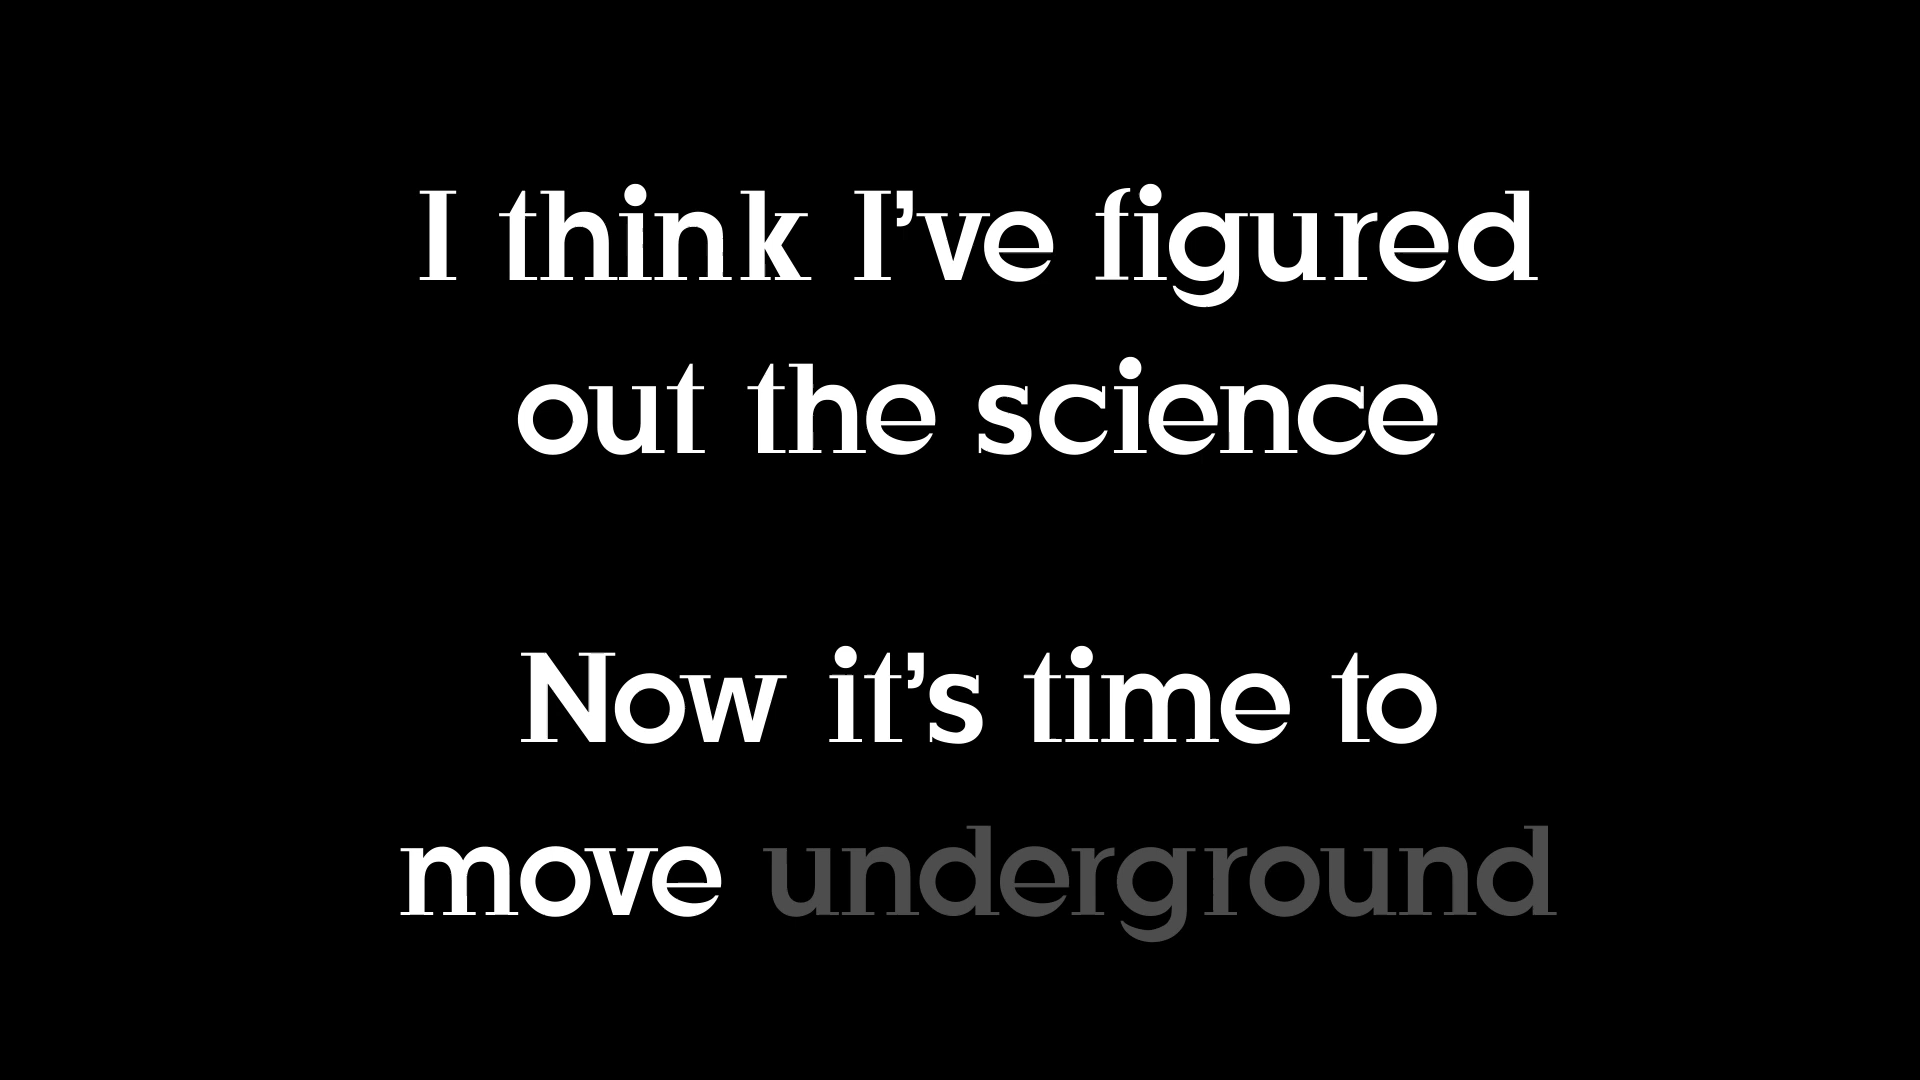 I think I’ve figured
out the science
Now it’s time to
move underground